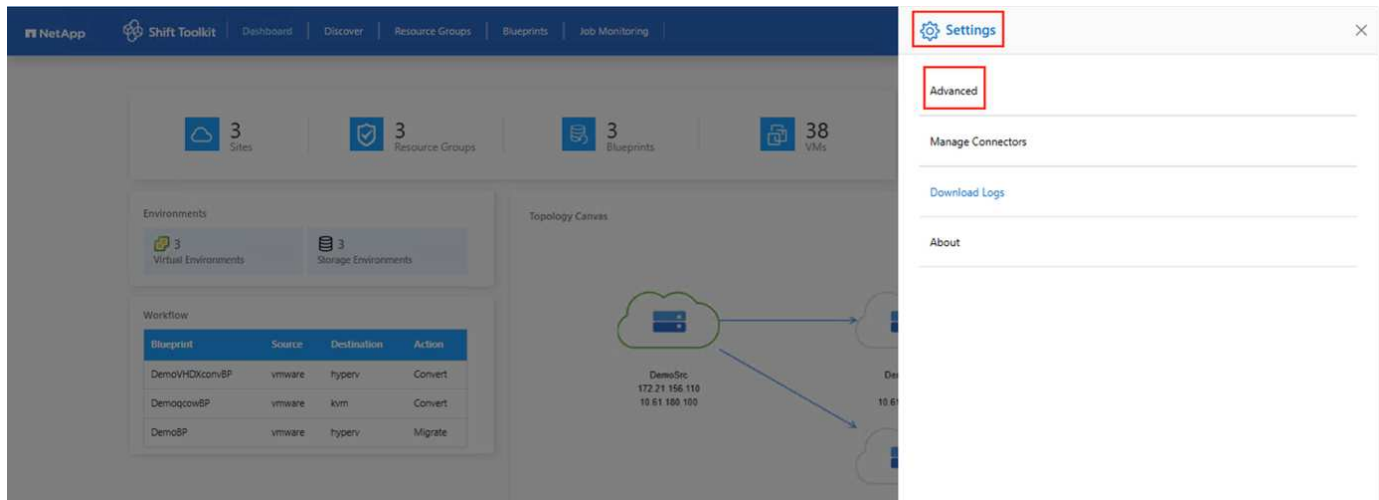 NetApp
Shift Toolkit
Dashboard
Discover
Resource Groups
Blueprints
Job Monitoring
Settings
Advanced
Manage Connectors
Download Logs
About
3
Sites
3
Resource Groups
3
Blueprints
38
VMs
Environments
3
Virtual Environments
3
Storage Environments
Workflow
Blueprint Source Destination Action
DemoVHDXconvBP vmware hyperv Convert
DemoqcowBP vmware kvm Convert
DemoBP vmware hyperv Migrate
Topology Canvas
DemoSrc
172.21.156.110
10.61.180.100